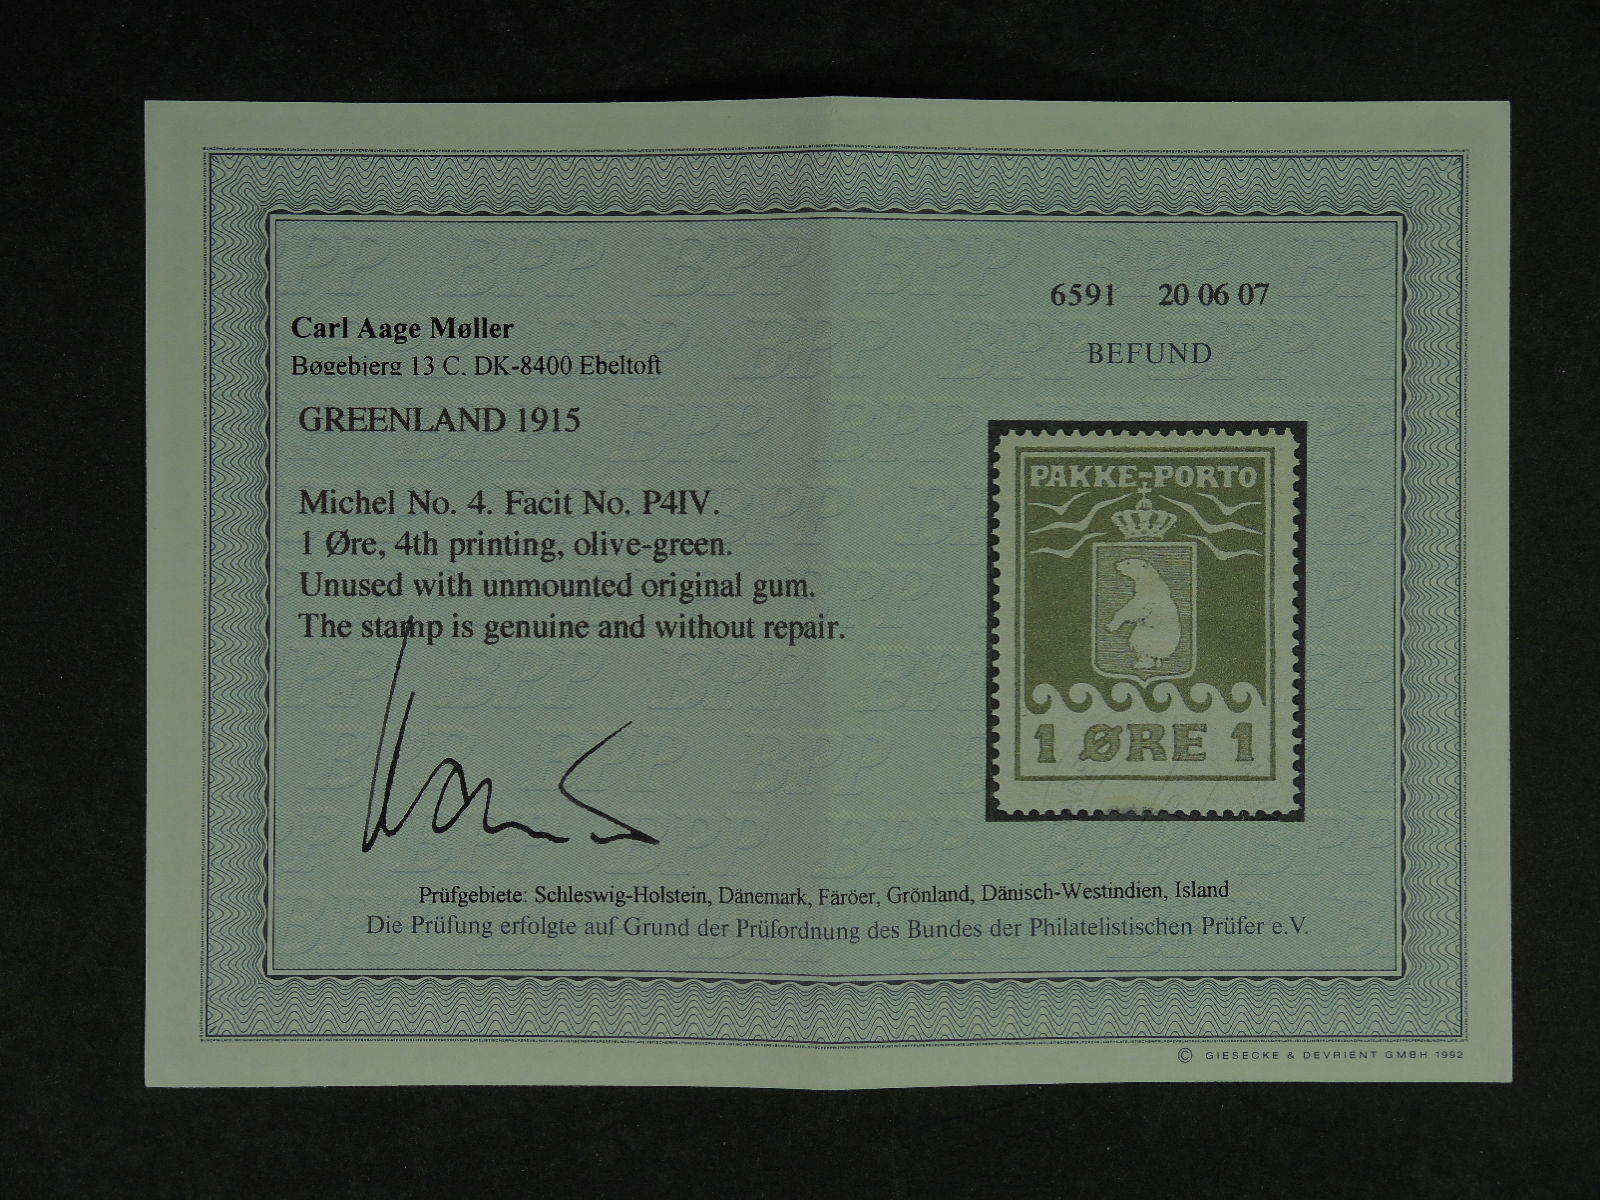 6591 20 06 07
Carl Aage Møller
Bøgebjerg 13 C. DK-8400 Ebeltoft
BEFUND
GREENLAND 1915
Michel No. 4. Facit No. P4IV.
1 Øre, 4th printing, olive-green.
Unused with unmounted original gum.
The stamp is genuine and without repair.
PAKKE-PORTO
1 ØRE 1
Prüfgebiete: Schleswig-Holstein, Dänemark, Färöer, Grönland, Dänisch-Westindien, Island
Die Prüfung erfolgte auf Grund der Prüfordnung des Bundes der Philatelistischen Prüfer e.V.
© GIESECKE & DEVRIENT GMBH 1992